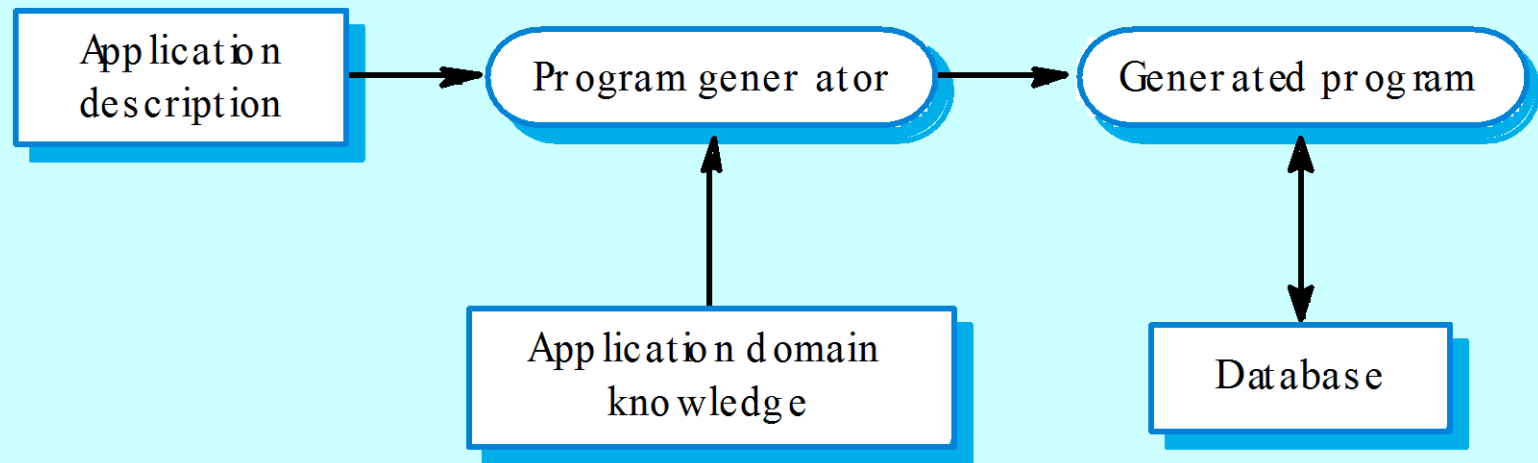 Application
description
Program generator
Generated program
Application domain
knowledge
Database